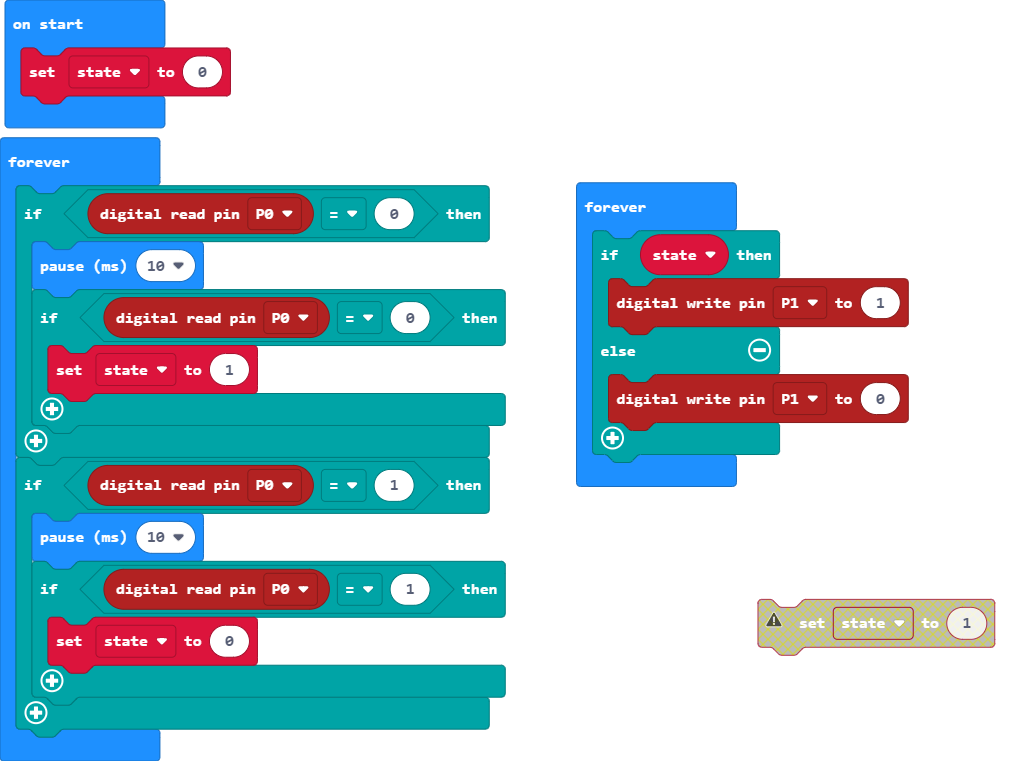 on start
set state to 0
forever
if digital read pin P0 = 0 then
pause (ms) 10
if digital read pin P0 = 0 then
set state to 1
if digital read pin P0 = 1 then
pause (ms) 10
if digital read pin P0 = 1 then
set state to 0
forever
if state then
digital write pin P1 to 1
else
digital write pin P1 to 0
set state to 1